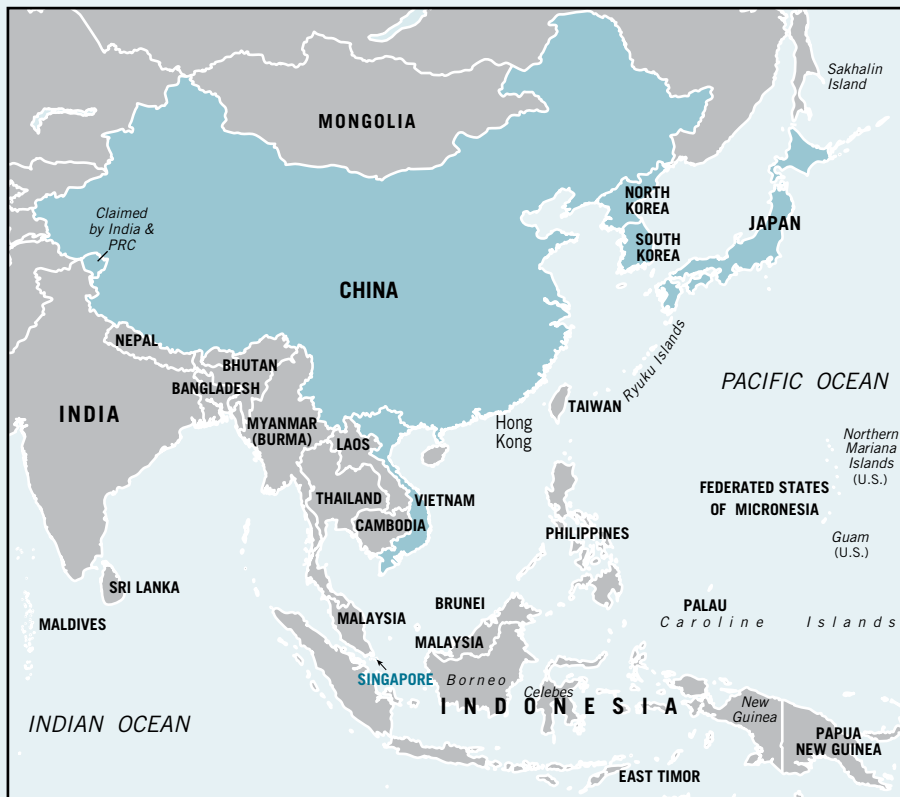 Sakhalin
Island
MONGOLIA
NORTH
KOREA
Claimed
by India &
PRC
JAPAN
SOUTH
KOREA
CHINA
NEPAL
BHUTAN
Ryuku Islands
BANGLADESH
PACIFIC OCEAN
INDIA
TAIWAN
MYANMAR
(BURMA)
Hong
Kong
LAOS
Northern
Mariana
Islands
(U.S.)
THAILAND
VIETNAM
FEDERATED STATES
OF MICRONESIA
CAMBODIA
PHILIPPINES
Guam
(U.S.)
SRI LANKA
BRUNEI
PALAU
MALDIVES
MALAYSIA
Caroline Islands
MALAYSIA
SINGAPORE
Borneo
Celebes
INDONESIA
New
Guinea
INDIAN OCEAN
PAPUA
NEW GUINEA
EAST TIMOR